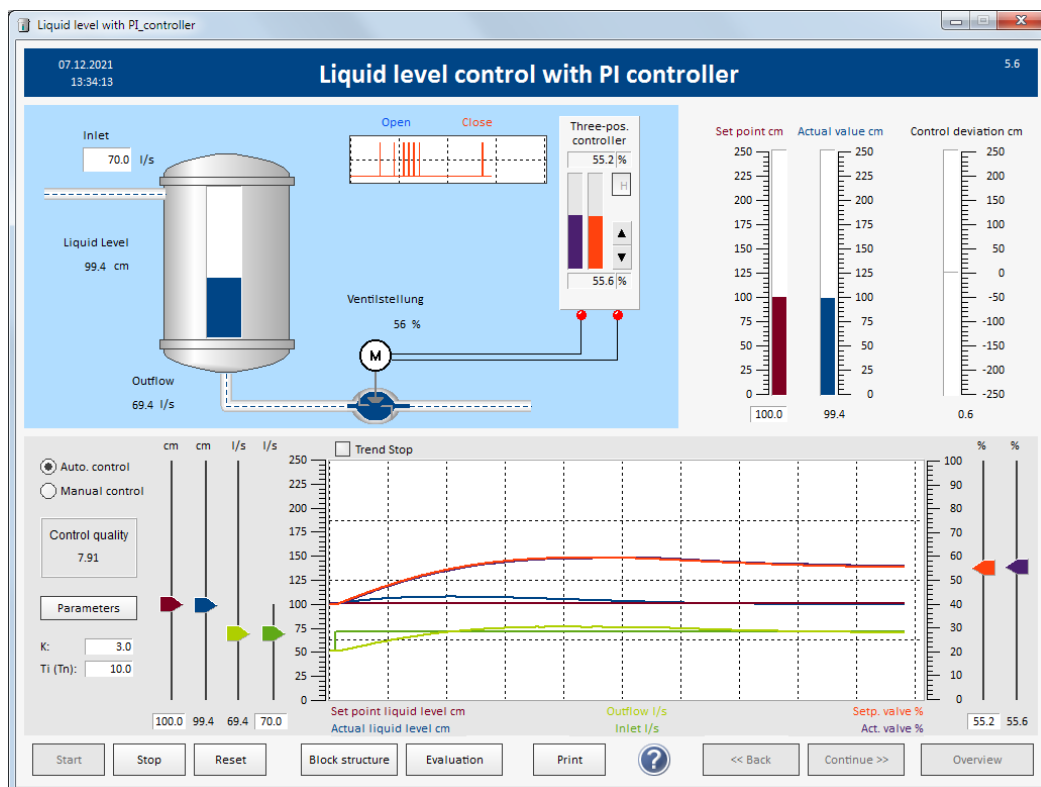 Liquid level with PI_controller
07.12.2021
13:34:13
Liquid level control with PI controller
5.6
Inlet
70.0 l/s
Liquid Level
99.4 cm
Outflow
69.4 l/s
Open Close
Ventilstellung
56 %
M
Three-pos.
controller
55.2 %
H
55.6 %
Set point cm Actual value cm Control deviation cm
250 250 250
225 225 200
200 200 150
175 175 100
150 150 50
125 125 0
100 100 -50
75 75 -100
50 50 -150
25 25 -200
0 0 -250
100.0 99.4 0.6
Auto. control
Manual control
Control quality
7.91
Parameters
K: 3.0
Ti (Tn): 10.0
cm cm l/s l/s
100.0 99.4 69.4 70.0
Trend Stop
250 100
225 90
200 80
175 70
150 60
125 50
100 40
75 30
50 20
25 10
0 0
% %
55.2 55.6
Set point liquid level cm Outflow l/s Setp. valve %
Actual liquid level cm Inlet l/s Act. valve %
Start Stop Reset Block structure Evaluation Print ? << Back Continue >> Overview